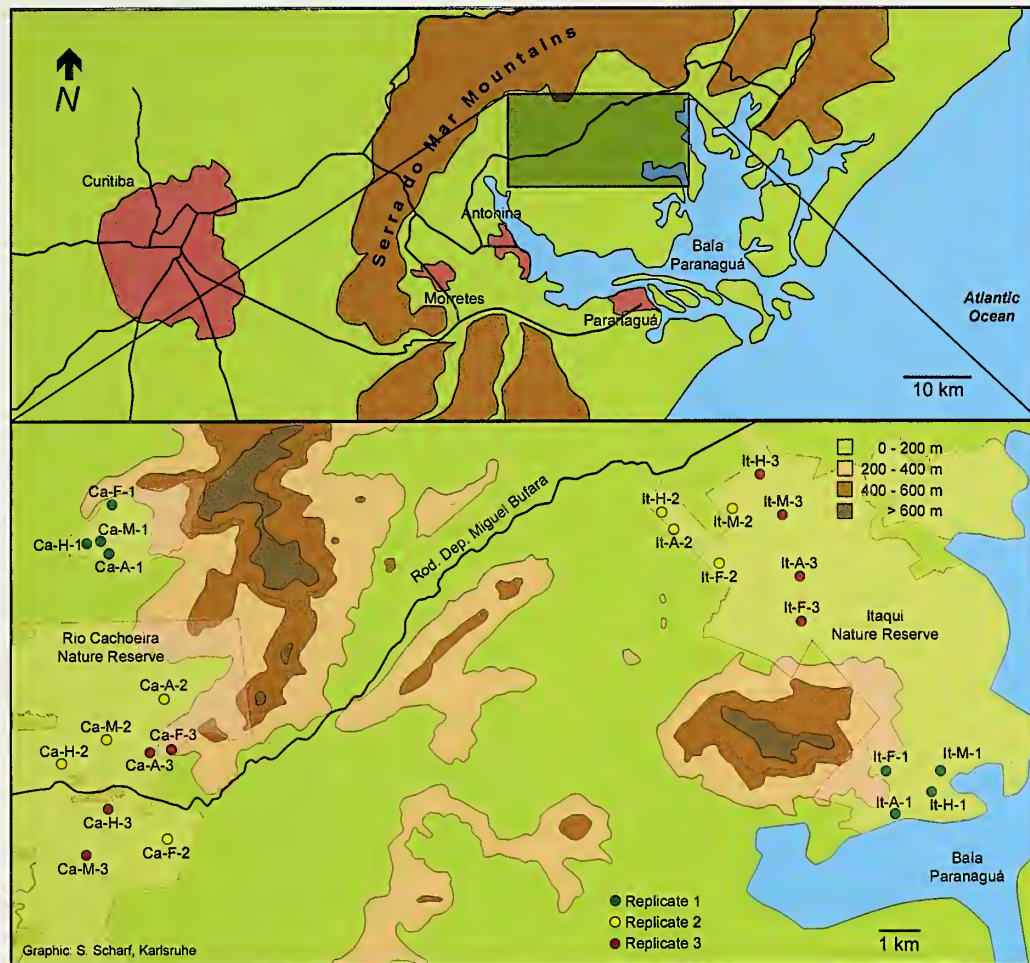 N
Serra do Mar Mountains
Curitiba
Antonina
Morretes
Paranaguá
Baía
Paranaguá
Atlantic
Ocean
10 km
0 - 200 m
200 - 400 m
400 - 600 m
> 600 m
Ca-F-1
Ca-M-1
Ca-H-1
Ca-A-1
Rod. Dep. Miguel Bufara
It-H-3
It-H-2
It-M-2
It-M-3
It-A-2
It-F-2
It-A-3
It-F-3
Itaqui
Nature Reserve
Rio Cachoeira
Nature Reserve
Ca-A-2
Ca-M-2
Ca-F-3
Ca-H-2
Ca-A-3
Ca-H-3
Ca-F-2
Ca-M-3
It-F-1
It-M-1
It-A-1
It-H-1
Baía
Paranaguá
Replicate 1
Replicate 2
Replicate 3
1 km
Graphic: S. Scharf, Karlsruhe